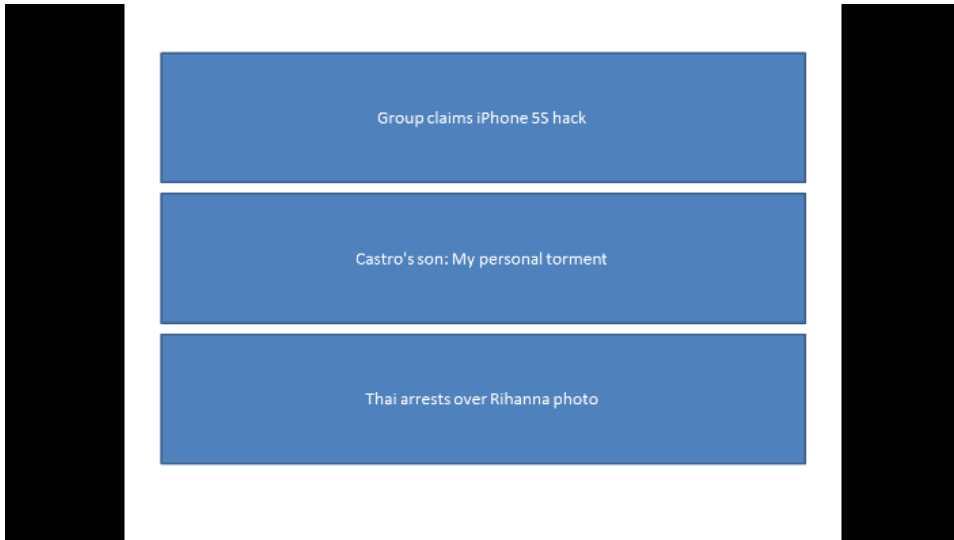 Group claims iPhone 5S hack
Castro's son: My personal torment
Thai arrests over Rihanna photo